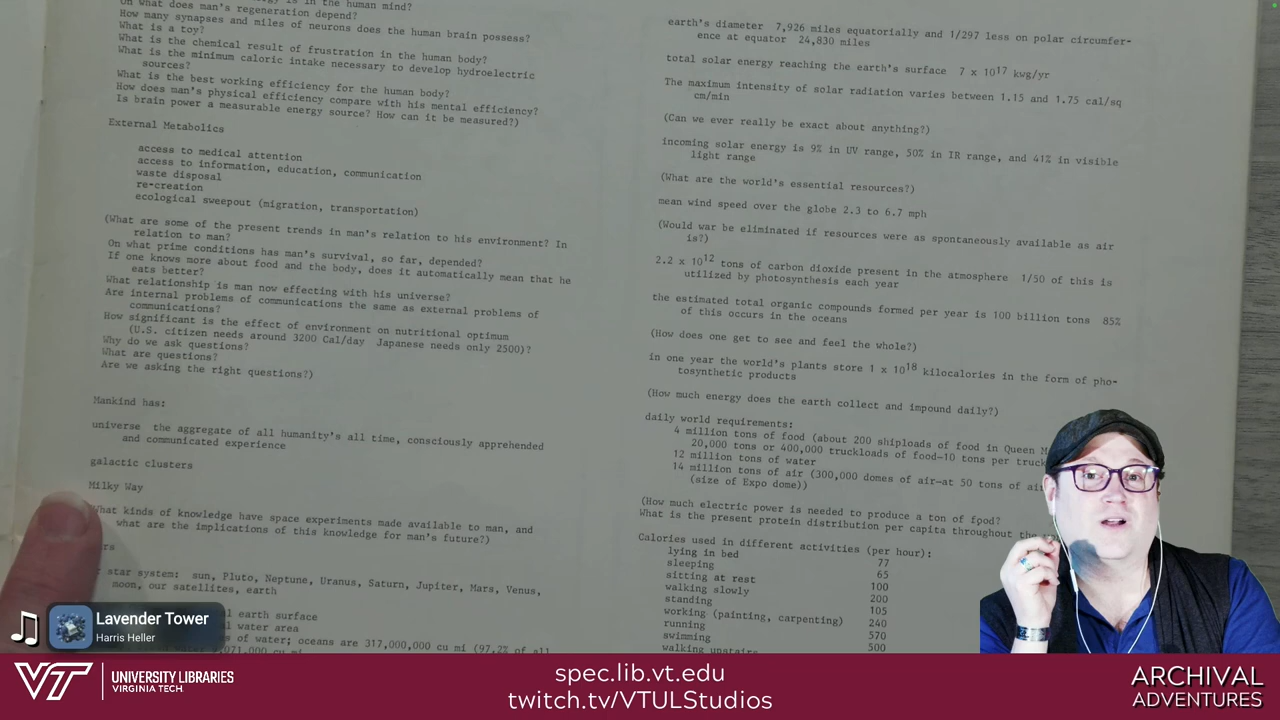 y is in the human mind?
On what does man's regeneration depend?
How many synapses and miles of neurons does the human brain possess?
What is a toy?
What is the chemical result of frustration in the human body?
What is the minimum caloric intake necessary to develop hydroelectric
sources?
What is the best working efficiency for the human body?
How does man's physical efficiency compare with his mental efficiency?
Is brain power a measurable energy source? How can it be measured?)
External Metabolics
access to medical attention
access to information, education, communication
waste disposal
re-creation
ecological sweepout (migration, transportation)
(What are some of the present trends in man's relation to his environment? In
relation to man?
On what prime conditions has man's survival, so far, depended?
If one knows more about food and the body, does it automatically mean that he
eats better?
What relationship is man now effecting with his universe?
Are internal problems of communications the same as external problems of
communications?
How significant is the effect of environment on nutritional optimum
(U.S. citizen needs around 3200 Cal/day Japanese needs only 2500)?
Why do we ask questions?
What are questions?
Are we asking the right questions?)
Mankind has:
universe the aggregate of all humanity's all time, consciously apprehended
and communicated experience
galactic clusters
Milky Way
What kinds of knowledge have space experiments made available to man, and
what are the implications of this knowledge for man's future?)
star system: sun, Pluto, Neptune, Uranus, Saturn, Jupiter, Mars, Venus,
moon, our satellites, earth
earth surface
water area
of water; oceans are 317,000,000 cu mi (97.2% of all
earth's diameter 7,926 miles equatorially and 1/297 less on polar circumfer-
ence at equator 24,830 miles
total solar energy reaching the earth's surface 7 x 10¹⁷ kwg/yr
The maximum intensity of solar radiation varies between 1.15 and 1.75 cal/sq
cm/min
(Can we ever really be exact about anything?)
incoming solar energy is 9% in UV range, 50% in IR range, and 41% in visible
light range
(What are the world's essential resources?)
mean wind speed over the globe 2.3 to 6.7 mph
(Would war be eliminated if resources were as spontaneously available as air
is?)
2.2 x 10¹² tons of carbon dioxide present in the atmosphere 1/50 of this is
utilized by photosynthesis each year
the estimated total organic compounds formed per year is 100 billion tons 85%
of this occurs in the oceans
(How does one get to see and feel the whole?)
in one year the world's plants store 1 x 10¹⁸ kilocalories in the form of pho-
tosynthetic products
(How much energy does the earth collect and impound daily?)
daily world requirements:
4 million tons of food (about 200 shiploads of food in Queen M
20,000 tons or 400,000 truckloads of food—10 tons per truck
12 million tons of water
14 million tons of air (300,000 domes of air—at 50 tons of air
(size of Expo dome))
(How much electric power is needed to produce a ton of food?
What is the present protein distribution per capita throughout the
Calories used in different activities (per hour):
lying in bed 77
sleeping 65
sitting at rest 100
walking slowly 200
standing 105
working (painting, carpenting) 240
running 570
swimming 500
walking upstairs
Lavender Tower
Harris Heller
VT UNIVERSITY LIBRARIES
VIRGINIA TECH.
spec.lib.vt.edu
twitch.tv/VTULStudios
ARCHIVAL
ADVENTURES